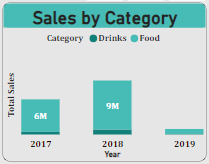 Sales by Category
Category Drinks Food
Total Sales
6M
9M
2017 2018 2019
Year